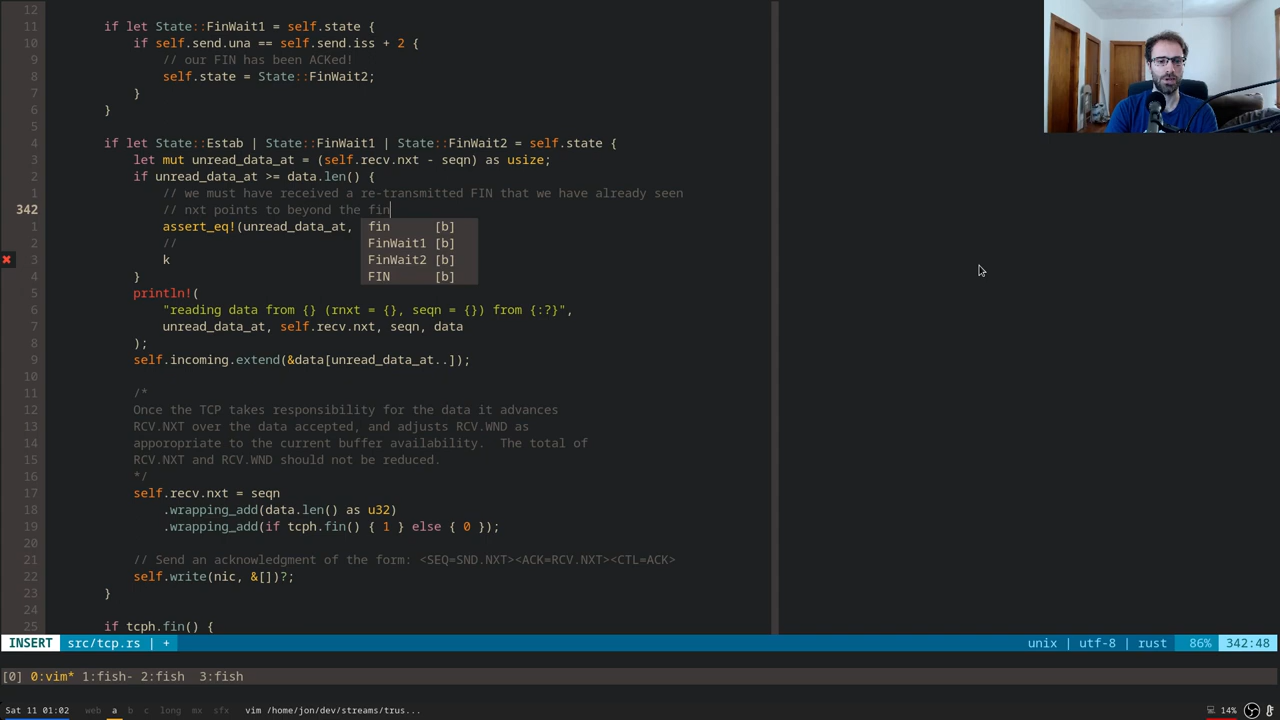 12
11 if let State::FinWait1 = self.state {
10 if self.send.una == self.send.iss + 2 {
9 // our FIN has been ACKed!
8 self.state = State::FinWait2;
7 }
6 }
5
4 if let State::Estab | State::FinWait1 | State::FinWait2 = self.state {
3 let mut unread_data_at = (self.recv.nxt - seqn) as usize;
2 if unread_data_at >= data.len() {
1 // we must have received a re-transmitted FIN that we have already seen
342 // nxt points to beyond the fin
1 assert_eq!(unread_data_at, fin [b]
2 // FinWait1 [b]
3 k FinWait2 [b]
4 } FIN [b]
5 println!(
6 "reading data from {} (rnxt = {}, seqn = {}) from {:?}",
7 unread_data_at, self.recv.nxt, seqn, data
8 );
9 self.incoming.extend(&data[unread_data_at..]);
10
11 /*
12 Once the TCP takes responsibility for the data it advances
13 RCV.NXT over the data accepted, and adjusts RCV.WND as
14 apporopriate to the current buffer availability.  The total of
15 RCV.NXT and RCV.WND should not be reduced.
16 */
17 self.recv.nxt = seqn
18 .wrapping_add(data.len() as u32)
19 .wrapping_add(if tcph.fin() { 1 } else { 0 });
20
21 // Send an acknowledgment of the form: <SEQ=SND.NXT><ACK=RCV.NXT><CTL=ACK>
22 self.write(nic, &[])?;
23 }
24
25 if tcph.fin() {
INSERT src/tcp.rs | + unix | utf-8 | rust 86% 342:48
[0] 0:vim* 1:fish- 2:fish 3:fish
Sat 11 01:02 web a b c long mx sfx vim /home/jon/dev/streams/trus... 14%